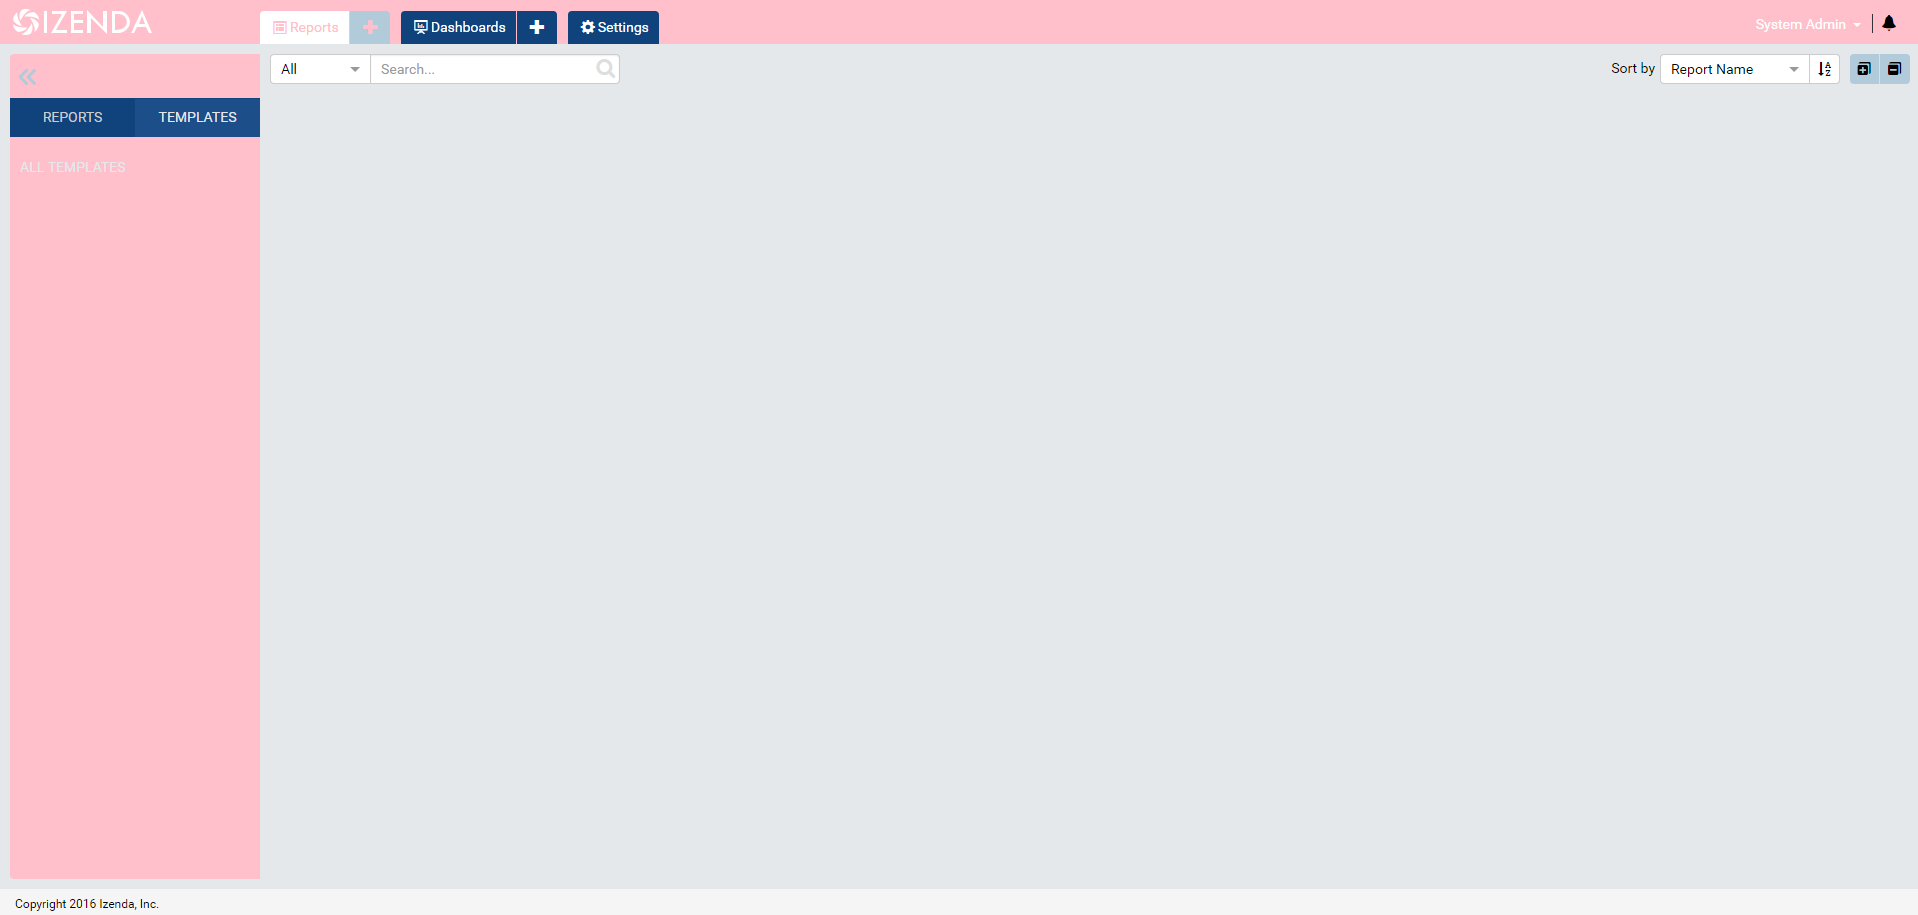 IZENDA
Reports
Dashboards
Settings
System Admin
All
Search...
Sort by
Report Name
A
Z
REPORTS
TEMPLATES
ALL TEMPLATES
Copyright 2016 Izenda, Inc.